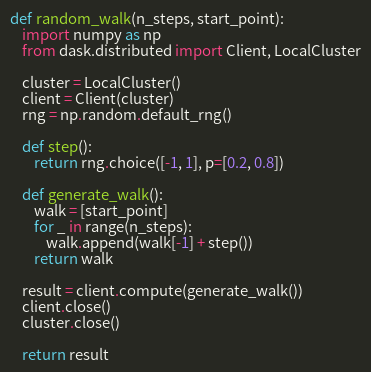 def random_walk(n_steps, start_point):
    import numpy as np
    from dask.distributed import Client, LocalCluster

    cluster = LocalCluster()
    client = Client(cluster)
    rng = np.random.default_rng()

    def step():
        return rng.choice([-1, 1], p=[0.2, 0.8])

    def generate_walk():
        walk = [start_point]
        for _ in range(n_steps):
            walk.append(walk[-1] + step())
        return walk

    result = client.compute(generate_walk())
    client.close()
    cluster.close()

    return result